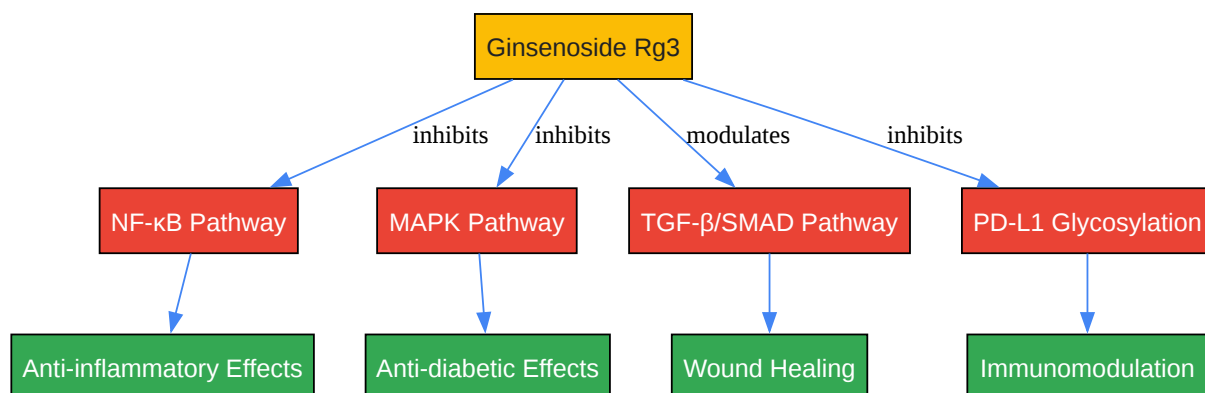 Ginsenoside Rg3
inhibits
inhibits
modulates
inhibits
NF-κB Pathway
MAPK Pathway
TGF-β/SMAD Pathway
PD-L1 Glycosylation
Anti-inflammatory Effects
Anti-diabetic Effects
Wound Healing
Immunomodulation